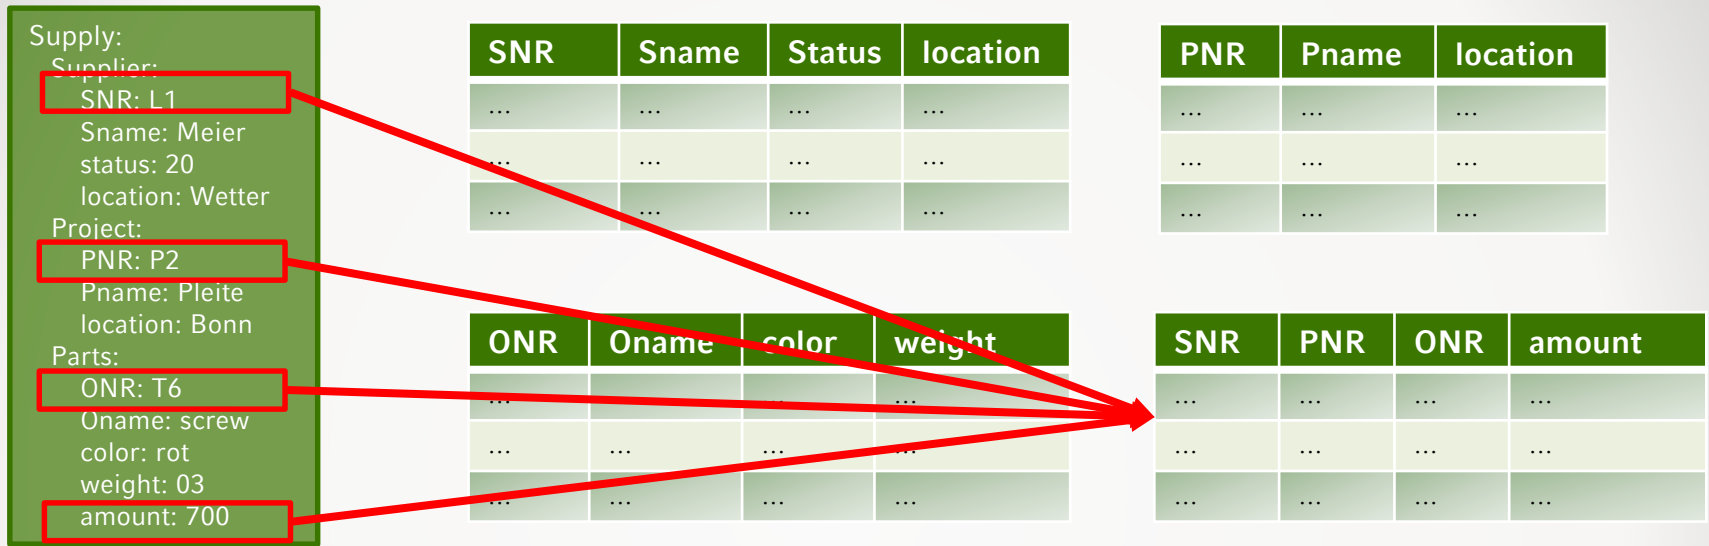 Supply:
Supplier:
SNR: L1
Sname: Meier
status: 20
location: Wetter
Project:
PNR: P2
Pname: Pleite
location: Bonn
Parts:
ONR: T6
Oname: screw
color: rot
weight: 03
amount: 700
SNR Sname Status location
... ... ... ...
... ... ... ...
... ... ... ...
PNR Pname location
... ... ...
... ... ...
... ... ...
ONR Oname color weight
... ... ... ...
... ... ... ...
... ... ... ...
SNR PNR ONR amount
... ... ... ...
... ... ... ...
... ... ... ...